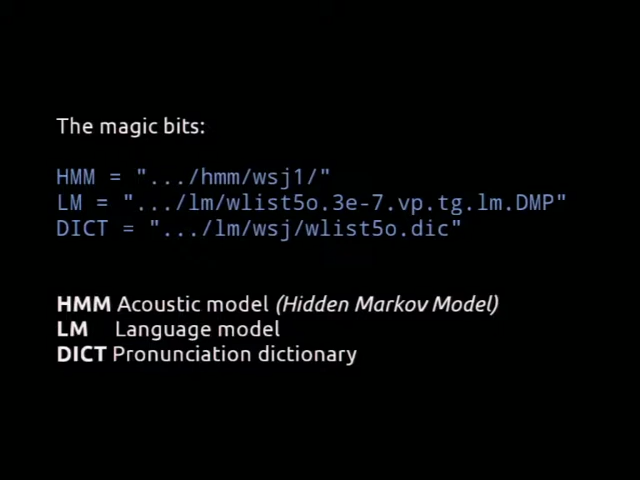 The magic bits:
HMM = ".../hmm/wsj1/"
LM = ".../lm/wlist5o.3e-7.vp.tg.lm.DMP"
DICT = ".../lm/wsj/wlist5o.dic"
HMM Acoustic model (Hidden Markov Model)
LM Language model
DICT Pronunciation dictionary